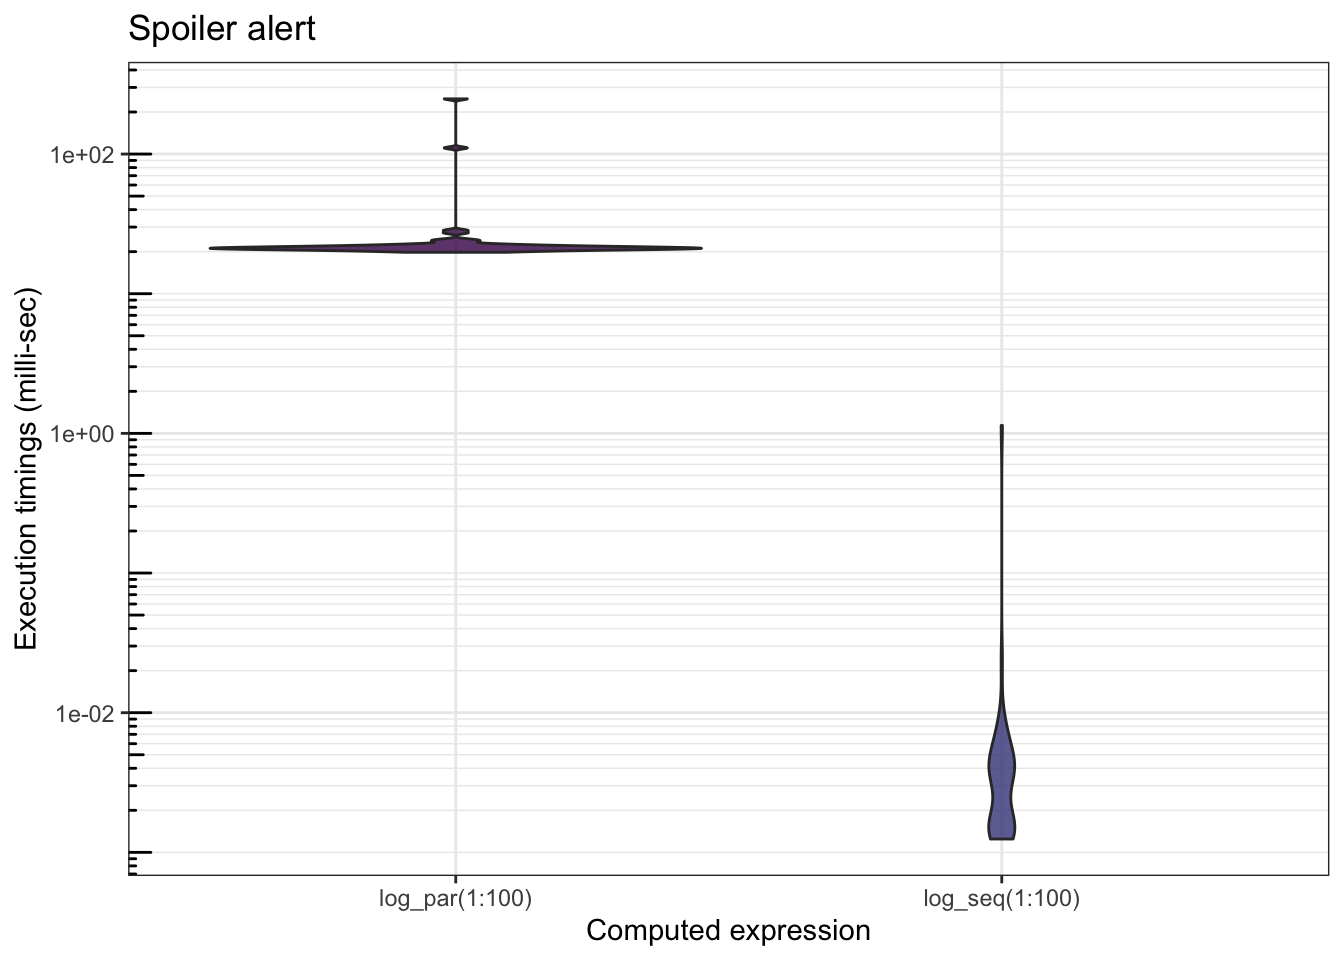 Spoiler alert
1e+02
1e+00
1e-02
Execution timings (milli-sec)
log_par(1:100)
log_seq(1:100)
Computed expression